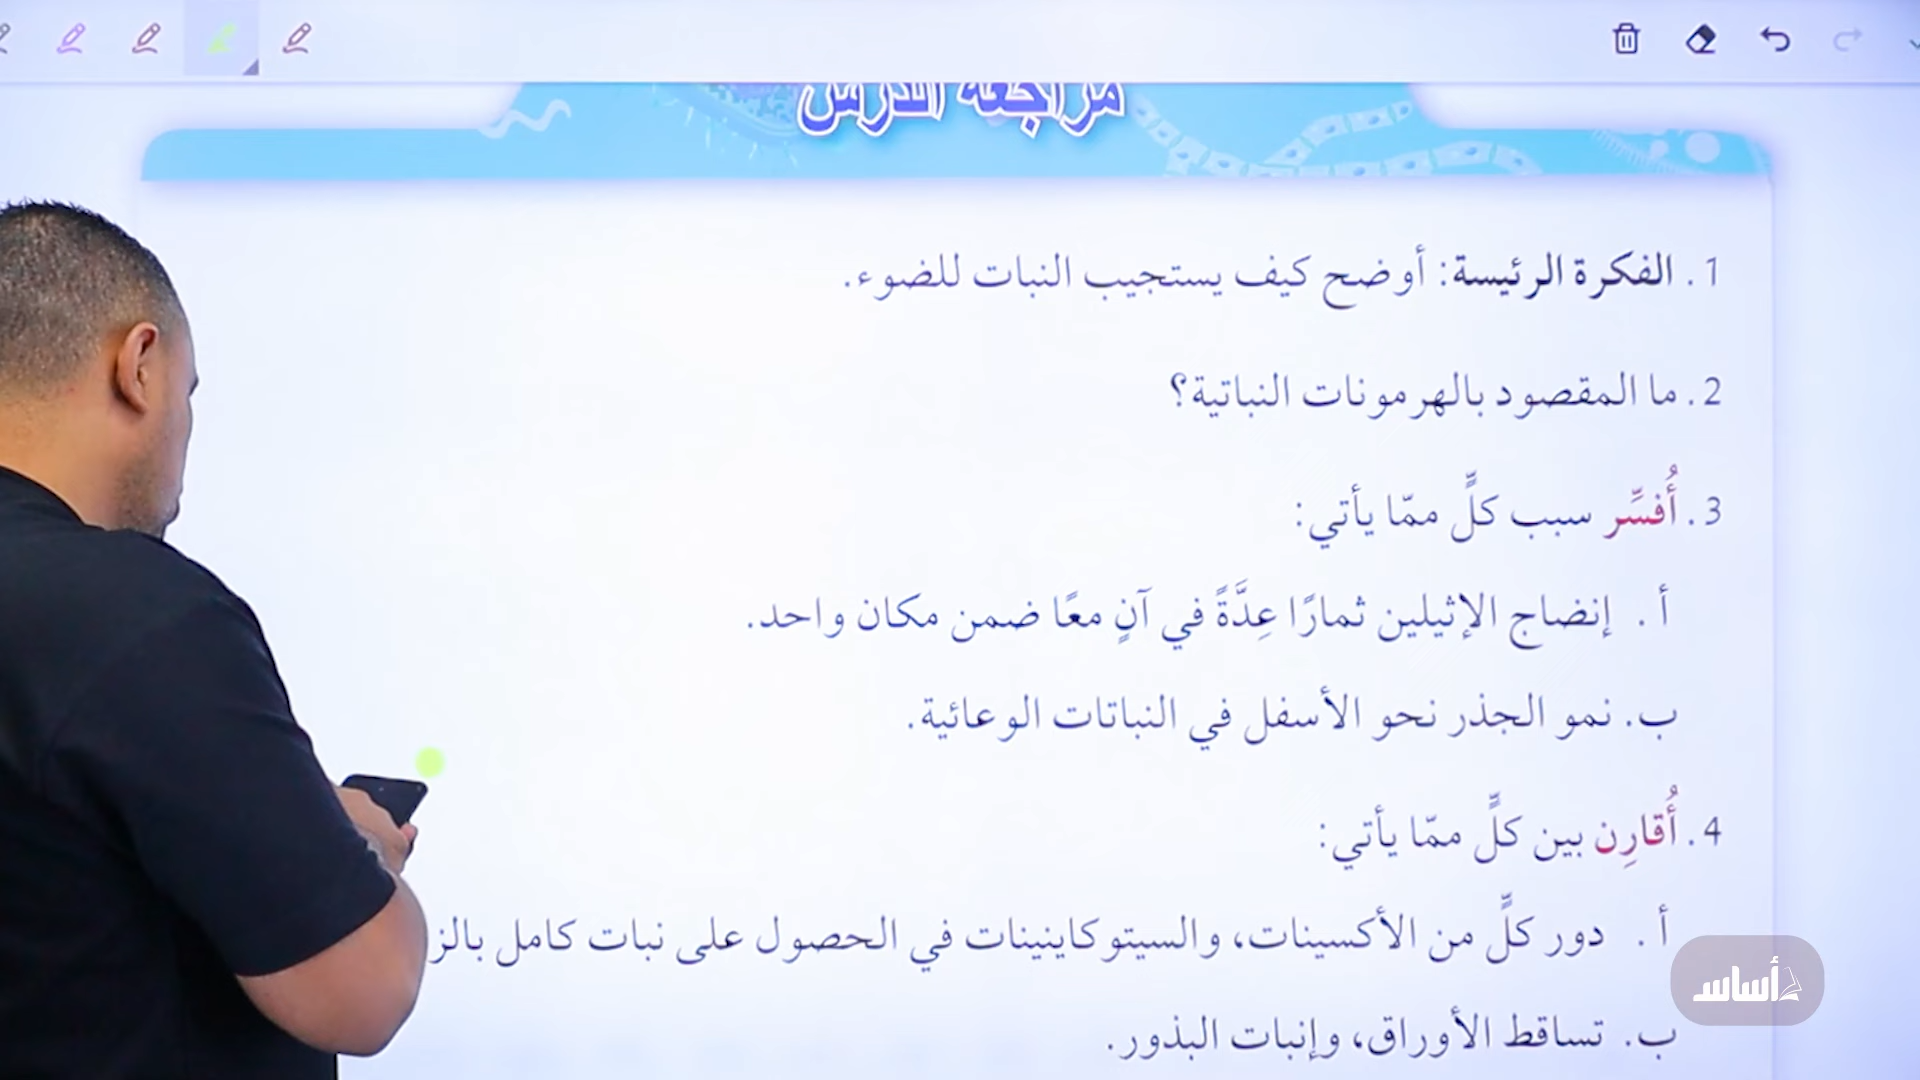 مراجعة الدرس
1. الفكرة الرئيسة: أوضح كيف يستجيب النبات للضوء.
2. ما المقصود بالهرمونات النباتية؟
3. أُفسِّر سبب كلٍّ ممّا يأتي:
أ. إنضاج الإثيلين ثمارًا عِدَّةً في آنٍ معًا ضمن مكان واحد.
ب. نمو الجذر نحو الأسفل في النباتات الوعائية.
4. أُقارِن بين كلٍّ ممّا يأتي:
أ. دور كلٍّ من الأكسينات، والسيتوكاينينات في الحصول على نبات كامل
ب. تساقط الأوراق، وإنبات البذور.
أساس